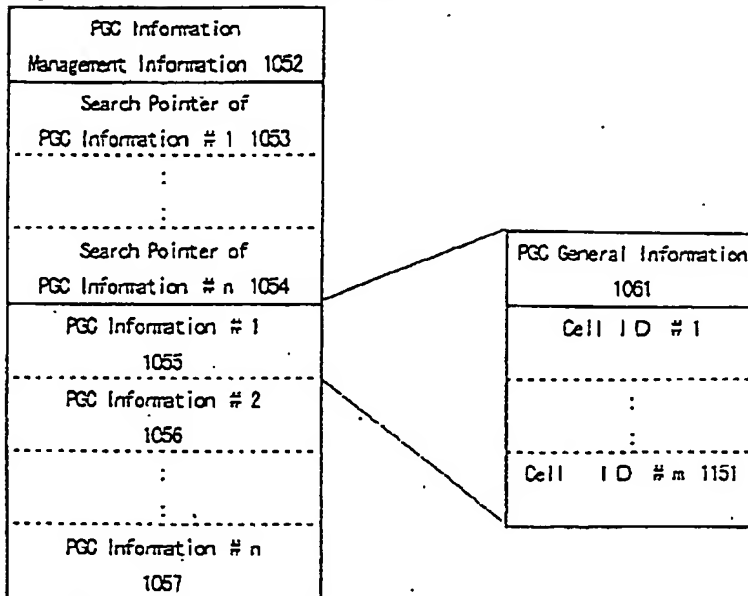 PGC Information
Management Information 1052
Search Pointer of
PGC Information # 1 1053
:
:
Search Pointer of
PGC Information # n 1054
PGC Information # 1
1055
PGC Information # 2
1056
:
:
PGC Information # n
1057
PGC General Information
1061
Cell ID # 1
:
:
Cell ID # m 1151